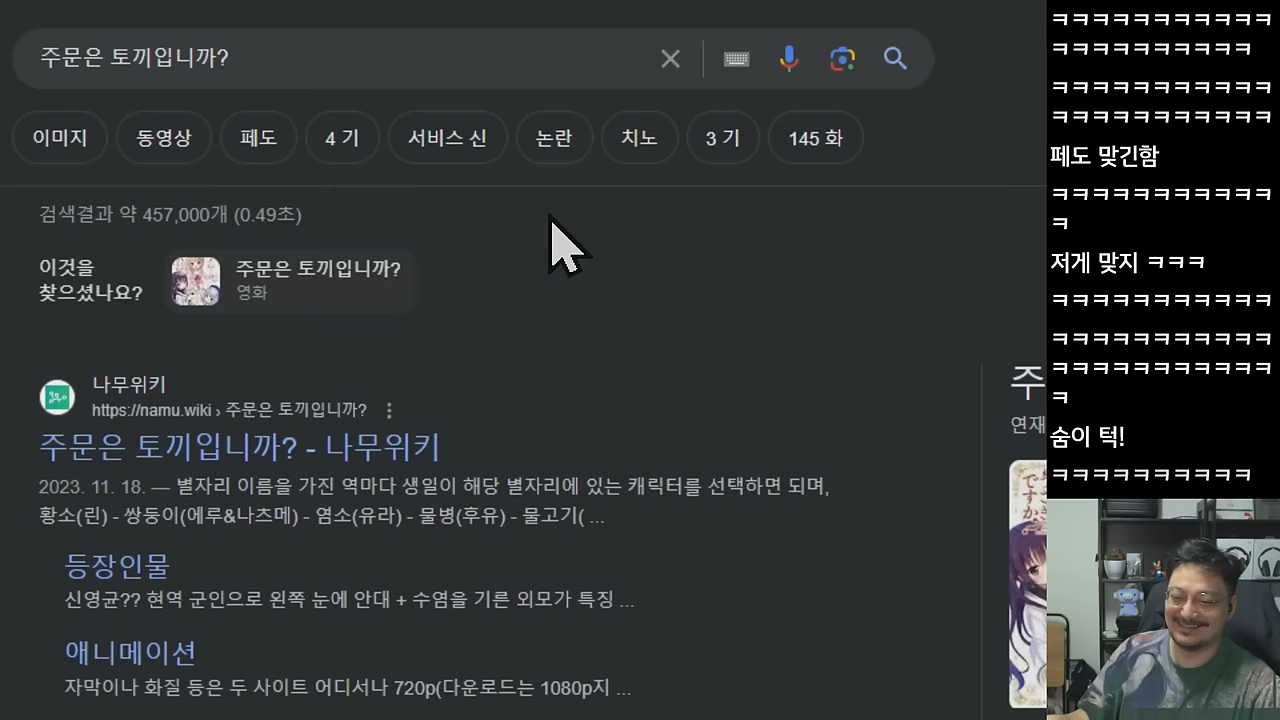 주문은 토끼입니까?
이미지
동영상
페도
4 기
서비스 신
논란
치노
3 기
145 화
검색결과 약 457,000개 (0.49초)
이것을
찾으셨나요?
주문은 토끼입니까?
영화
나무위키
https://namu.wiki › 주문은 토끼입니까?
주문은 토끼입니까? - 나무위키
2023. 11. 18. — 별자리 이름을 가진 역마다 생일이 해당 별자리에 있는 캐릭터를 선택하면 되며,
황소(린) - 쌍둥이(에루&나츠메) - 염소(유라) - 물병(후유) - 물고기( ...
등장인물
신영균?? 현역 군인으로 왼쪽 눈에 안대 + 수염을 기른 외모가 특징 ...
애니메이션
자막이나 화질 등은 두 사이트 어디서나 720p(다운로드는 1080p지 ...
주
연재
ですか
ㅋㅋㅋㅋㅋㅋㅋㅋㅋㅋㅋ
ㅋㅋㅋㅋㅋㅋㅋㅋㅋㅋ
ㅋㅋㅋㅋㅋㅋㅋㅋㅋㅋㅋ
ㅋㅋㅋㅋㅋㅋㅋㅋㅋㅋㅋ
페도 맞긴함
ㅋㅋㅋㅋㅋㅋㅋㅋㅋㅋㅋ
ㅋ
저게 맞지 ㅋㅋㅋ
ㅋㅋㅋㅋㅋㅋㅋㅋㅋㅋㅋ
ㅋㅋㅋㅋㅋㅋㅋㅋㅋㅋㅋ
ㅋㅋㅋㅋㅋㅋㅋㅋㅋㅋㅋ
ㅋ
숨이 턱!
ㅋㅋㅋㅋㅋㅋㅋㅋㅋㅋ